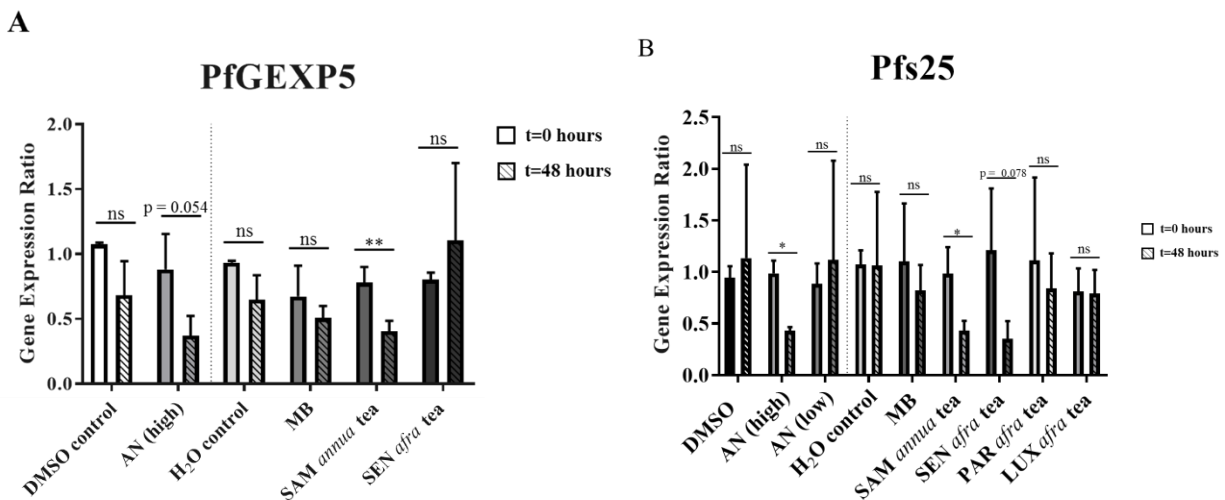 A
PfGEXP5
Gene Expression Ratio
2.0
1.5
1.0
0.5
0.0
ns
p = 0.054
ns
ns
**
ns
t=0 hours
t=48 hours
DMSO control
AN (high)
H₂O control
MB
SAM annua tea
SEN afra tea
B
Pfs25
Gene Expression Ratio
2.5
2.0
1.5
1.0
0.5
0.0
ns
*
ns
ns
ns
*
p = 0.078
ns
ns
t=0 hours
t=48 hours
DMSO
AN (high)
AN (low)
H₂O control
MB
SAM annua tea
SEN afra tea
PAR afra tea
LUX afra tea